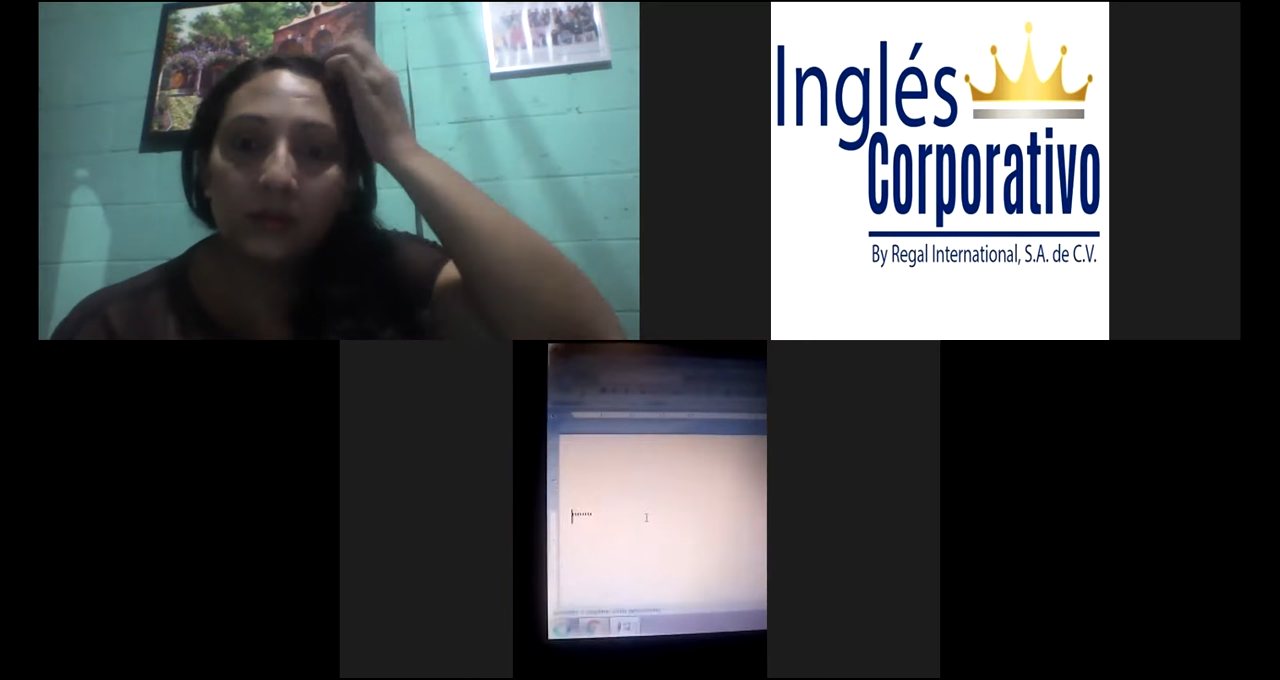 Inglés
Corporativo
By Regal International, S.A. de C.V.